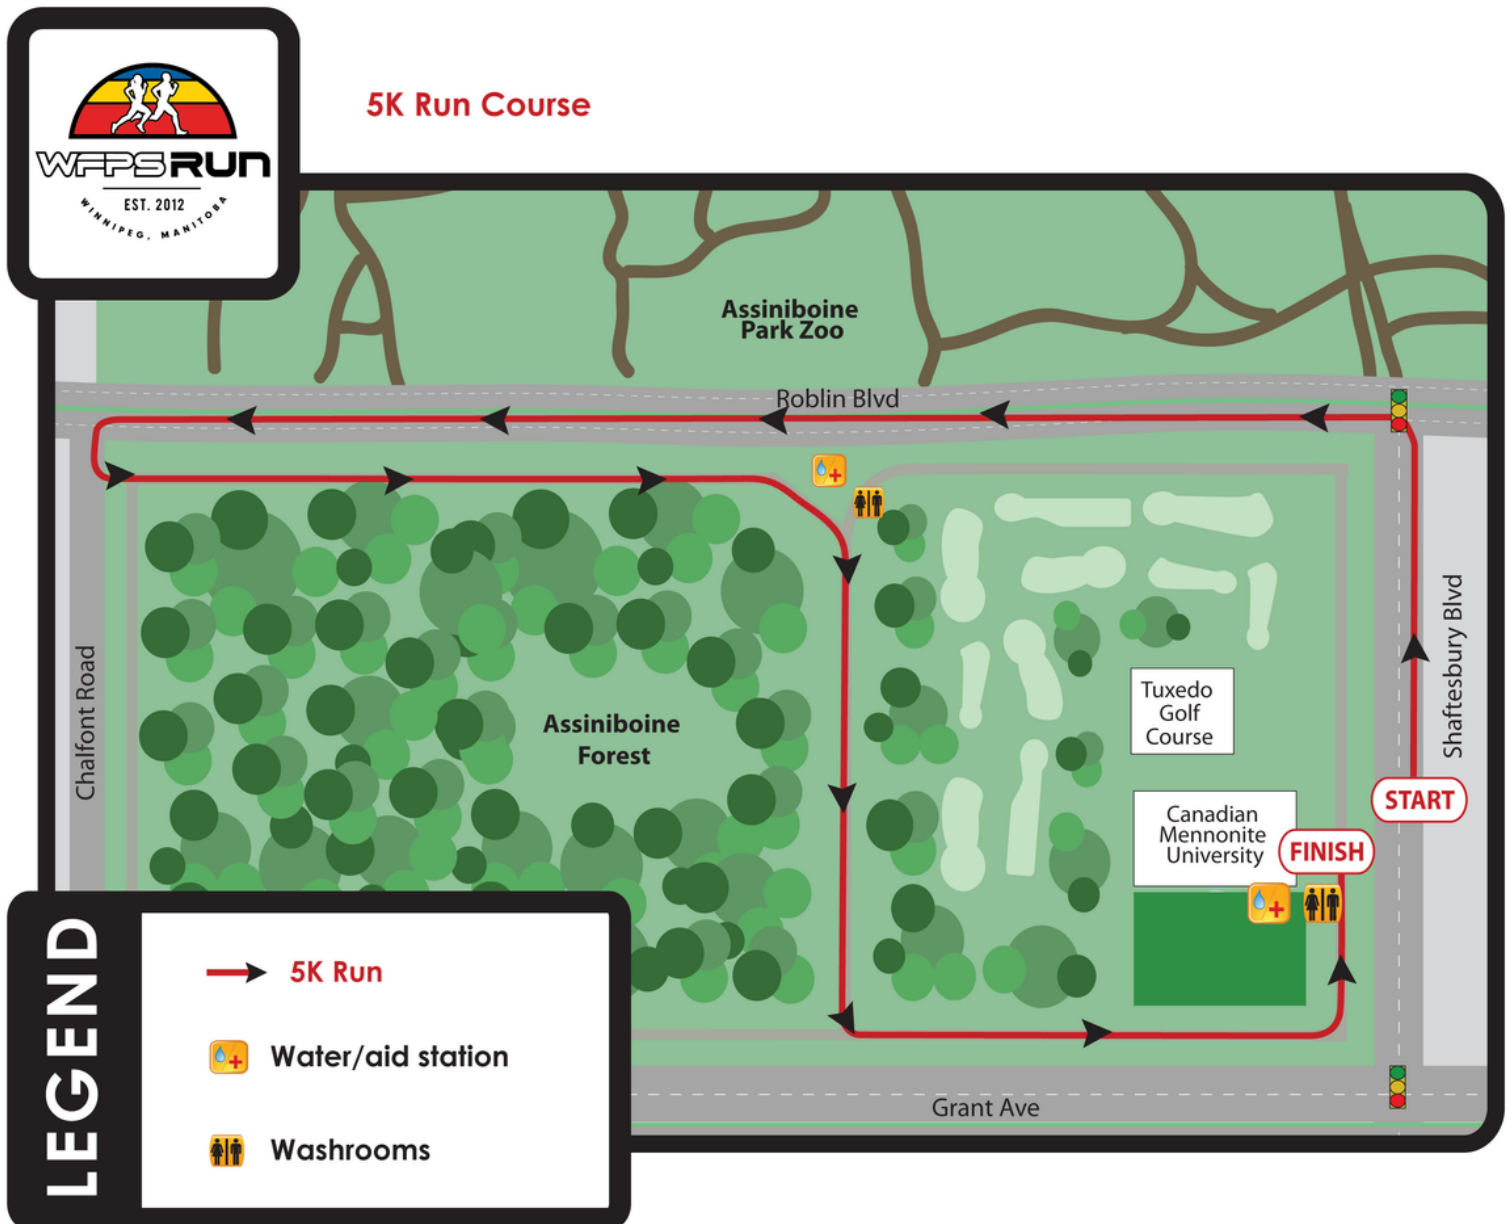 WFPSRUN
EST. 2012
WINNIPEG, MANITOBA
5K Run Course
Assiniboine
Park Zoo
Roblin Blvd
Chalfont Road
Assiniboine
Forest
Tuxedo
Golf
Course
Shaftesbury Blvd
START
Canadian
Mennonite
University
FINISH
Grant Ave
LEGEND
5K Run
Water/aid station
Washrooms